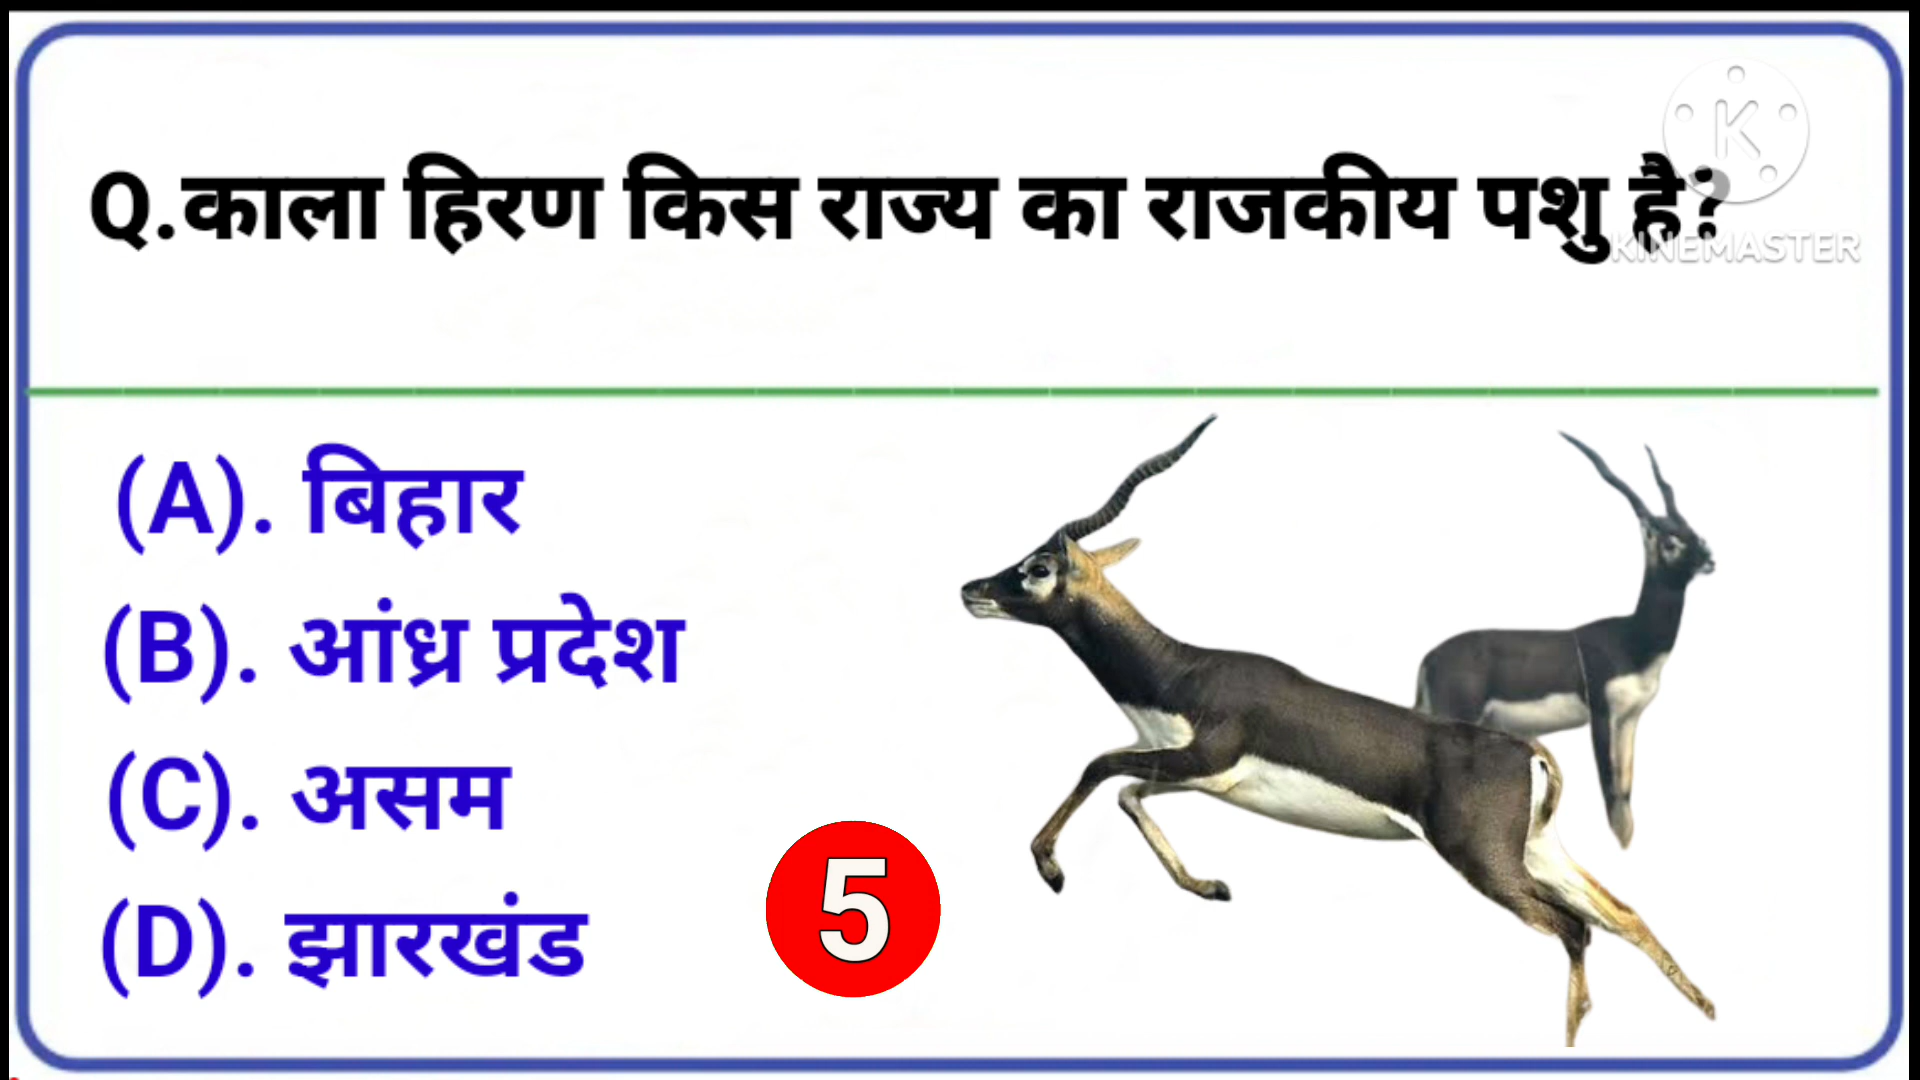 Q.काला हिरण किस राज्य का राजकीय पशु है?
K
KINEMASTER
(A). बिहार
(B). आंध्र प्रदेश
(C). असम
(D). झारखंड
5